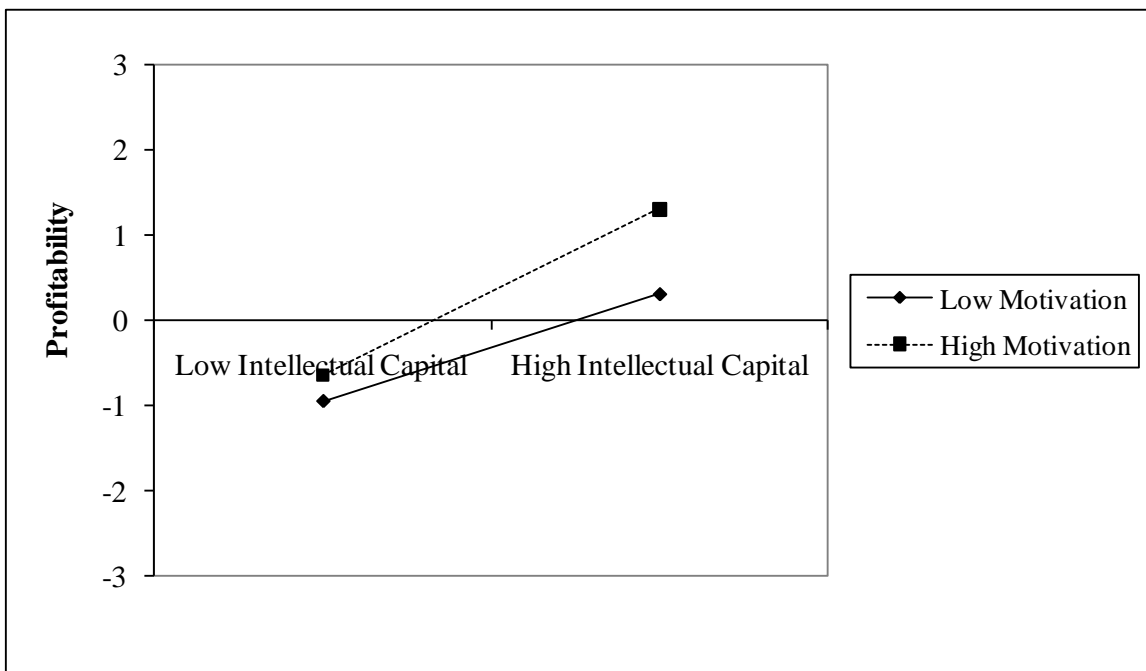 Profitability
3
2
1
0
-1
-2
-3
Low Intellectual Capital
High Intellectual Capital
Low Motivation
High Motivation